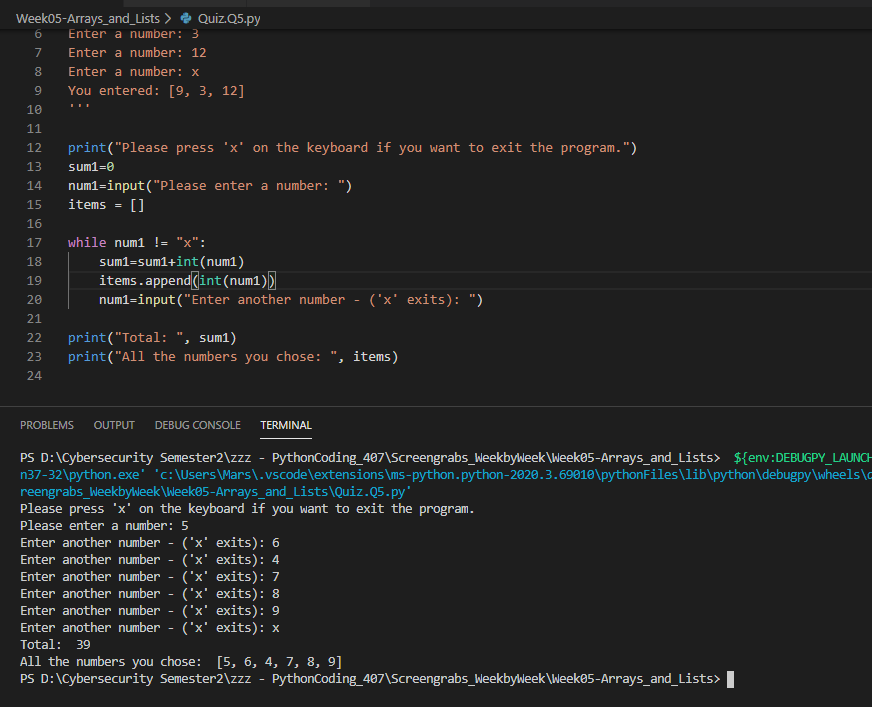 Week05-Arrays_and_Lists > Quiz.Q5.py
6 Enter a number: 3
7 Enter a number: 12
8 Enter a number: x
9 You entered: [9, 3, 12]
10 '''
11
12 print("Please press 'x' on the keyboard if you want to exit the program.")
13 sum1=0
14 num1=input("Please enter a number: ")
15 items = []
16
17 while num1 != "x":
18     sum1=sum1+int(num1)
19     items.append(int(num1))
20     num1=input("Enter another number - ('x' exits): ")
21
22 print("Total: ", sum1)
23 print("All the numbers you chose: ", items)
24
PROBLEMS OUTPUT DEBUG CONSOLE TERMINAL
PS D:\Cybersecurity Semester2\zzz - PythonCoding_407\Screengrabs_WeekbyWeek\Week05-Arrays_and_Lists> ${env:DEBUGPY_LAUNCH
n37-32\python.exe' 'c:\Users\Mars\.vscode\extensions\ms-python.python-2020.3.69010\pythonFiles\lib\python\debugpy\wheels\d
reengrabs_WeekbyWeek\Week05-Arrays_and_Lists\Quiz.Q5.py'
Please press 'x' on the keyboard if you want to exit the program.
Please enter a number: 5
Enter another number - ('x' exits): 6
Enter another number - ('x' exits): 4
Enter another number - ('x' exits): 7
Enter another number - ('x' exits): 8
Enter another number - ('x' exits): 9
Enter another number - ('x' exits): x
Total:  39
All the numbers you chose:  [5, 6, 4, 7, 8, 9]
PS D:\Cybersecurity Semester2\zzz - PythonCoding_407\Screengrabs_WeekbyWeek\Week05-Arrays_and_Lists>